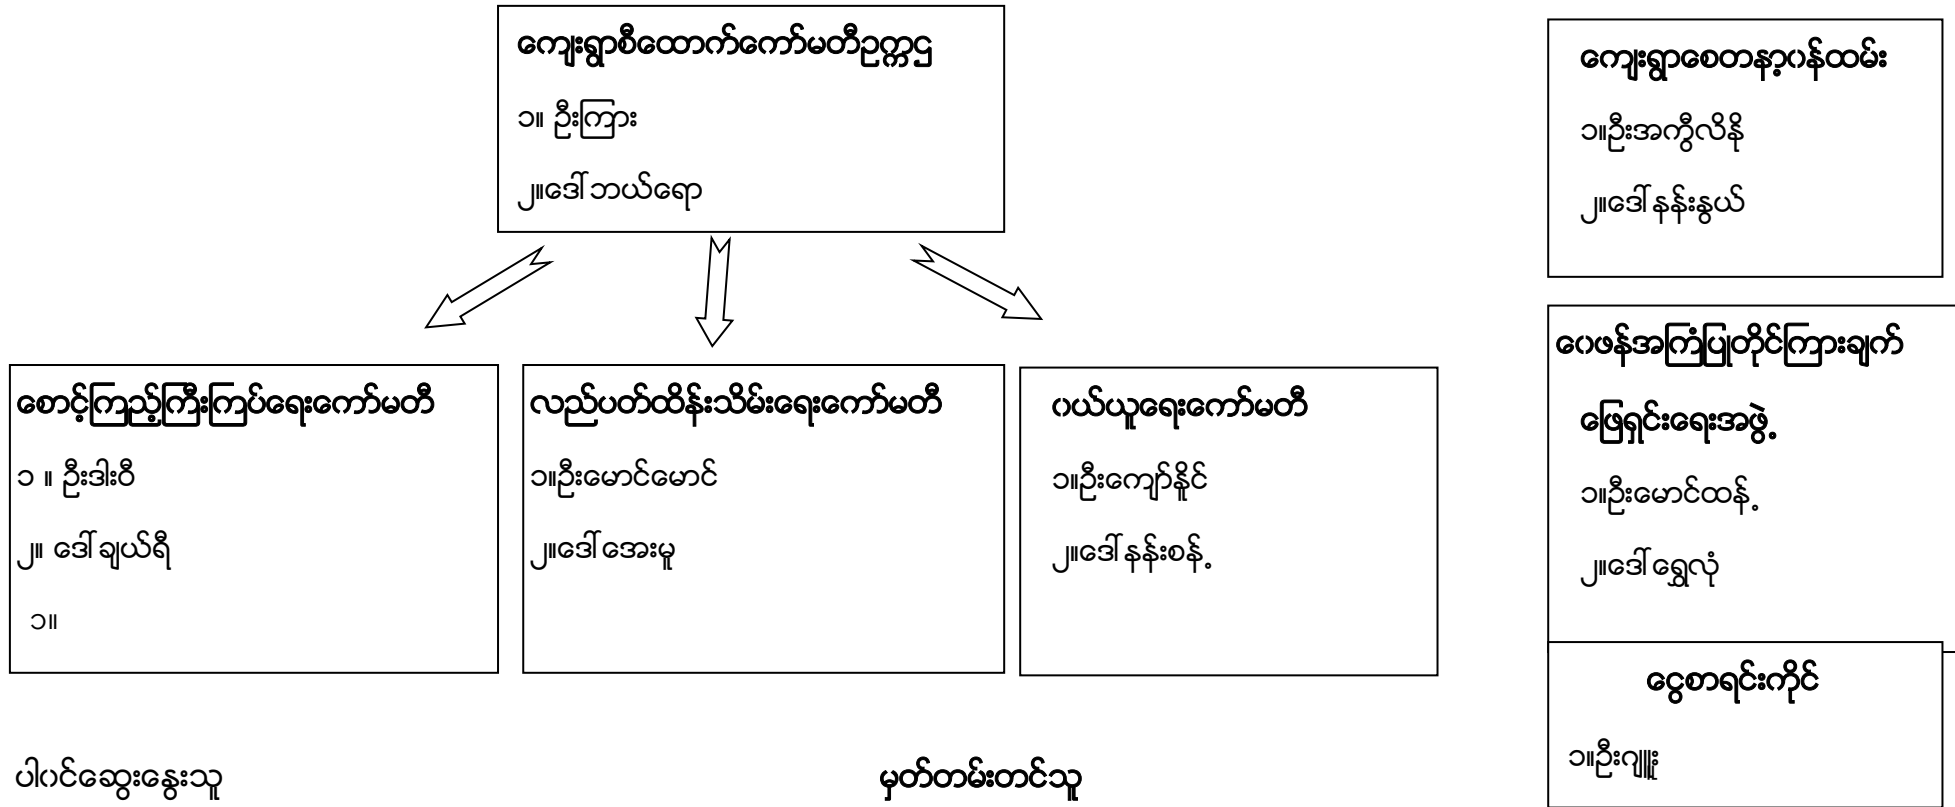 ကျေးရွာစီထောက်ကော်မတီဥက္ကဌ
၁။ ဦးကြား
၂။ဒေါ်ဘယ်ရော
ကျေးရွာစေတနာ့ဝန်ထမ်း
၁။ဦးအကွီလိနို
၂။ဒေါ်နန်းနွယ်
စောင့်ကြည့်ကြီးကြပ်ရေးကော်မတီ
၁ ။ ဦးဒါးဝီ
၂။ ဒေါ်ချယ်ရီ
၁။
လည်ပတ်ထိန်းသိမ်းရေးကော်မတီ
၁။ဦးမောင်မောင်
၂။ဒေါ်အေးမူ
ဝယ်ယူရေးကော်မတီ
၁။ဦးကျော်နိူင်
၂။ဒေါ်နန်းစန့်
ဝေဖန်အကြံပြုတိုင်ကြားချက်
ဖြေရှင်းရေးအဖွဲ့
၁။ဦးမောင်ထန့်
၂။ဒေါ်ရွှေလုံ
ငွေစာရင်းကိုင်
၁။ဦးဂျူး
ပါဝင်ဆွေးနွေးသူ
မှတ်တမ်းတင်သူ